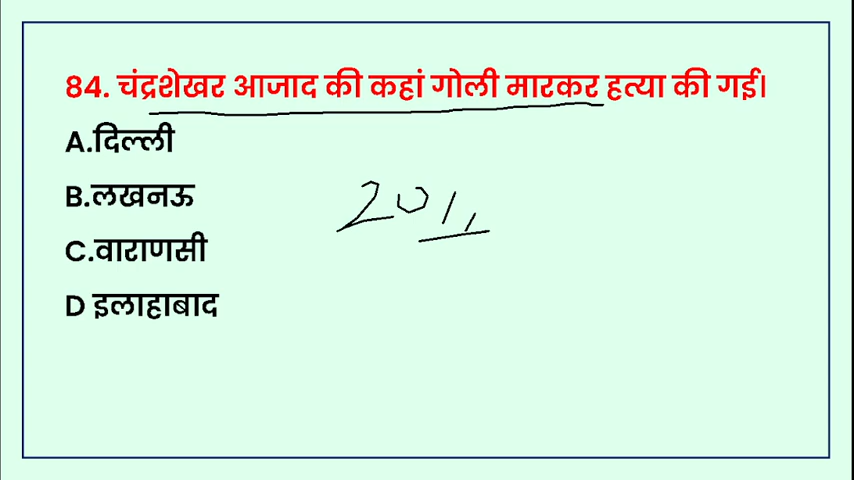 84. चंद्रशेखर आजाद की कहां गोली मारकर हत्या की गई।
A.दिल्ली
B.लखनऊ
2011
C.वाराणसी
D इलाहाबाद